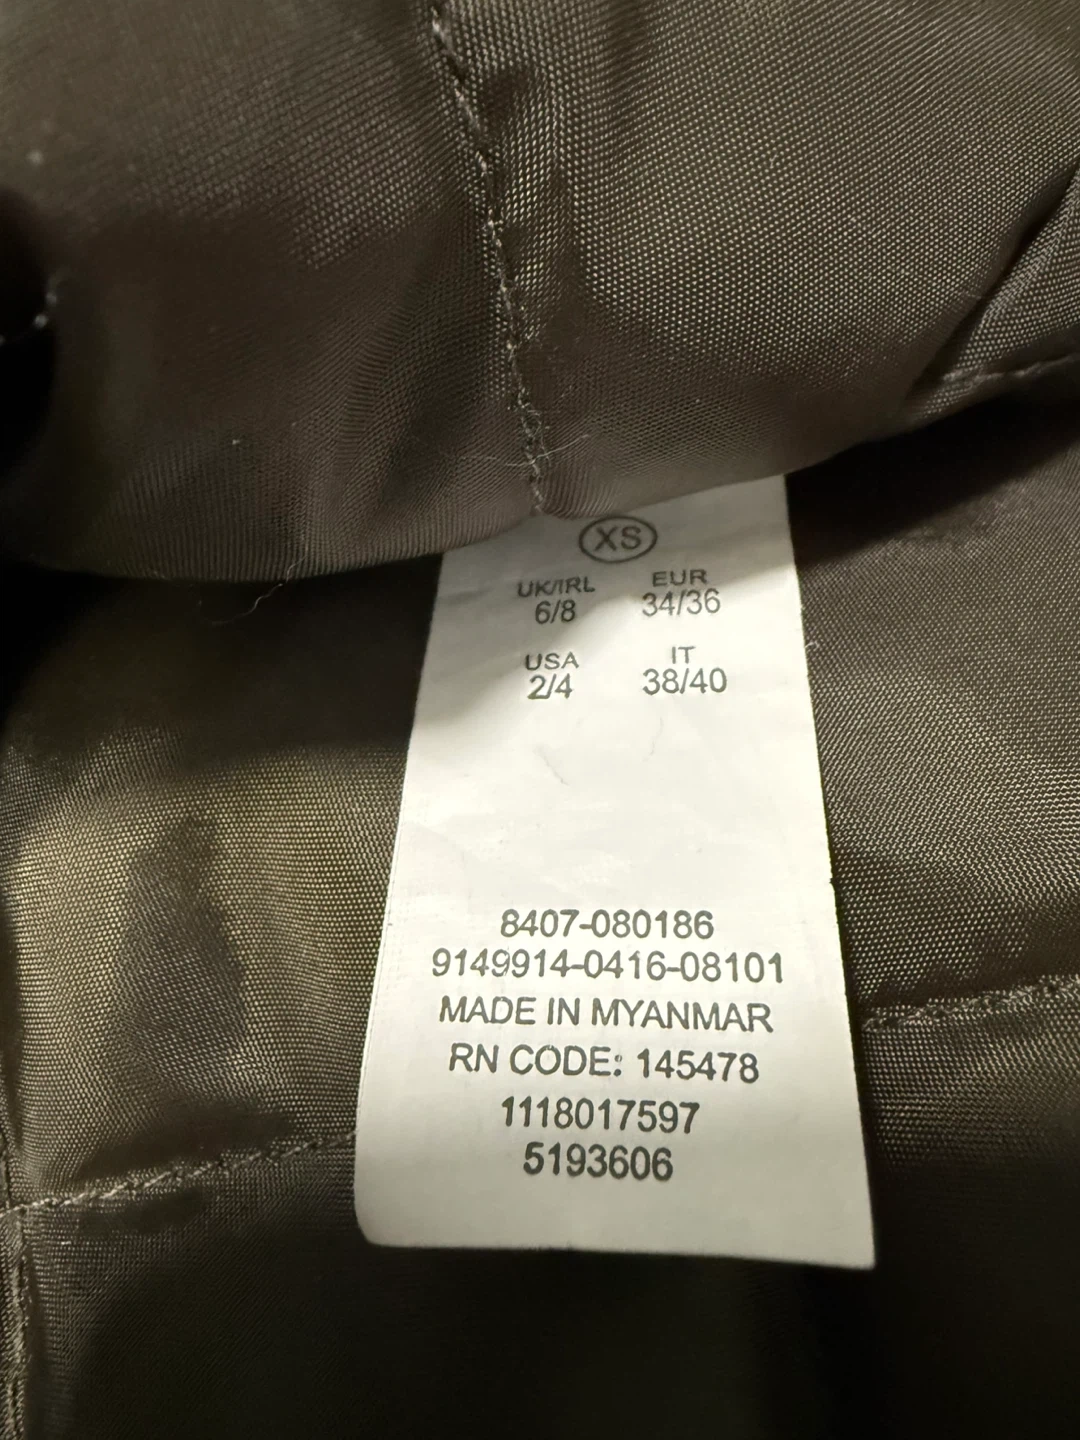 XS
UK/IRL EUR
6/8 34/36
USA IT
2/4 38/40
8407-080186
9149914-0416-08101
MADE IN MYANMAR
RN CODE: 145478
1118017597
5193606